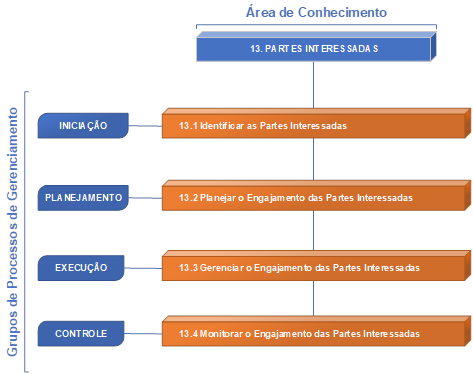 Área de Conhecimento
13. PARTES INTERESSADAS
Grupos de Processos de Gerenciamento
INICIAÇÃO
13.1 Identificar as Partes Interessadas
PLANEJAMENTO
13.2 Planejar o Engajamento das Partes Interessadas
EXECUÇÃO
13.3 Gerenciar o Engajamento das Partes Interessadas
CONTROLE
13.4 Monitorar o Engajamento das Partes Interessadas